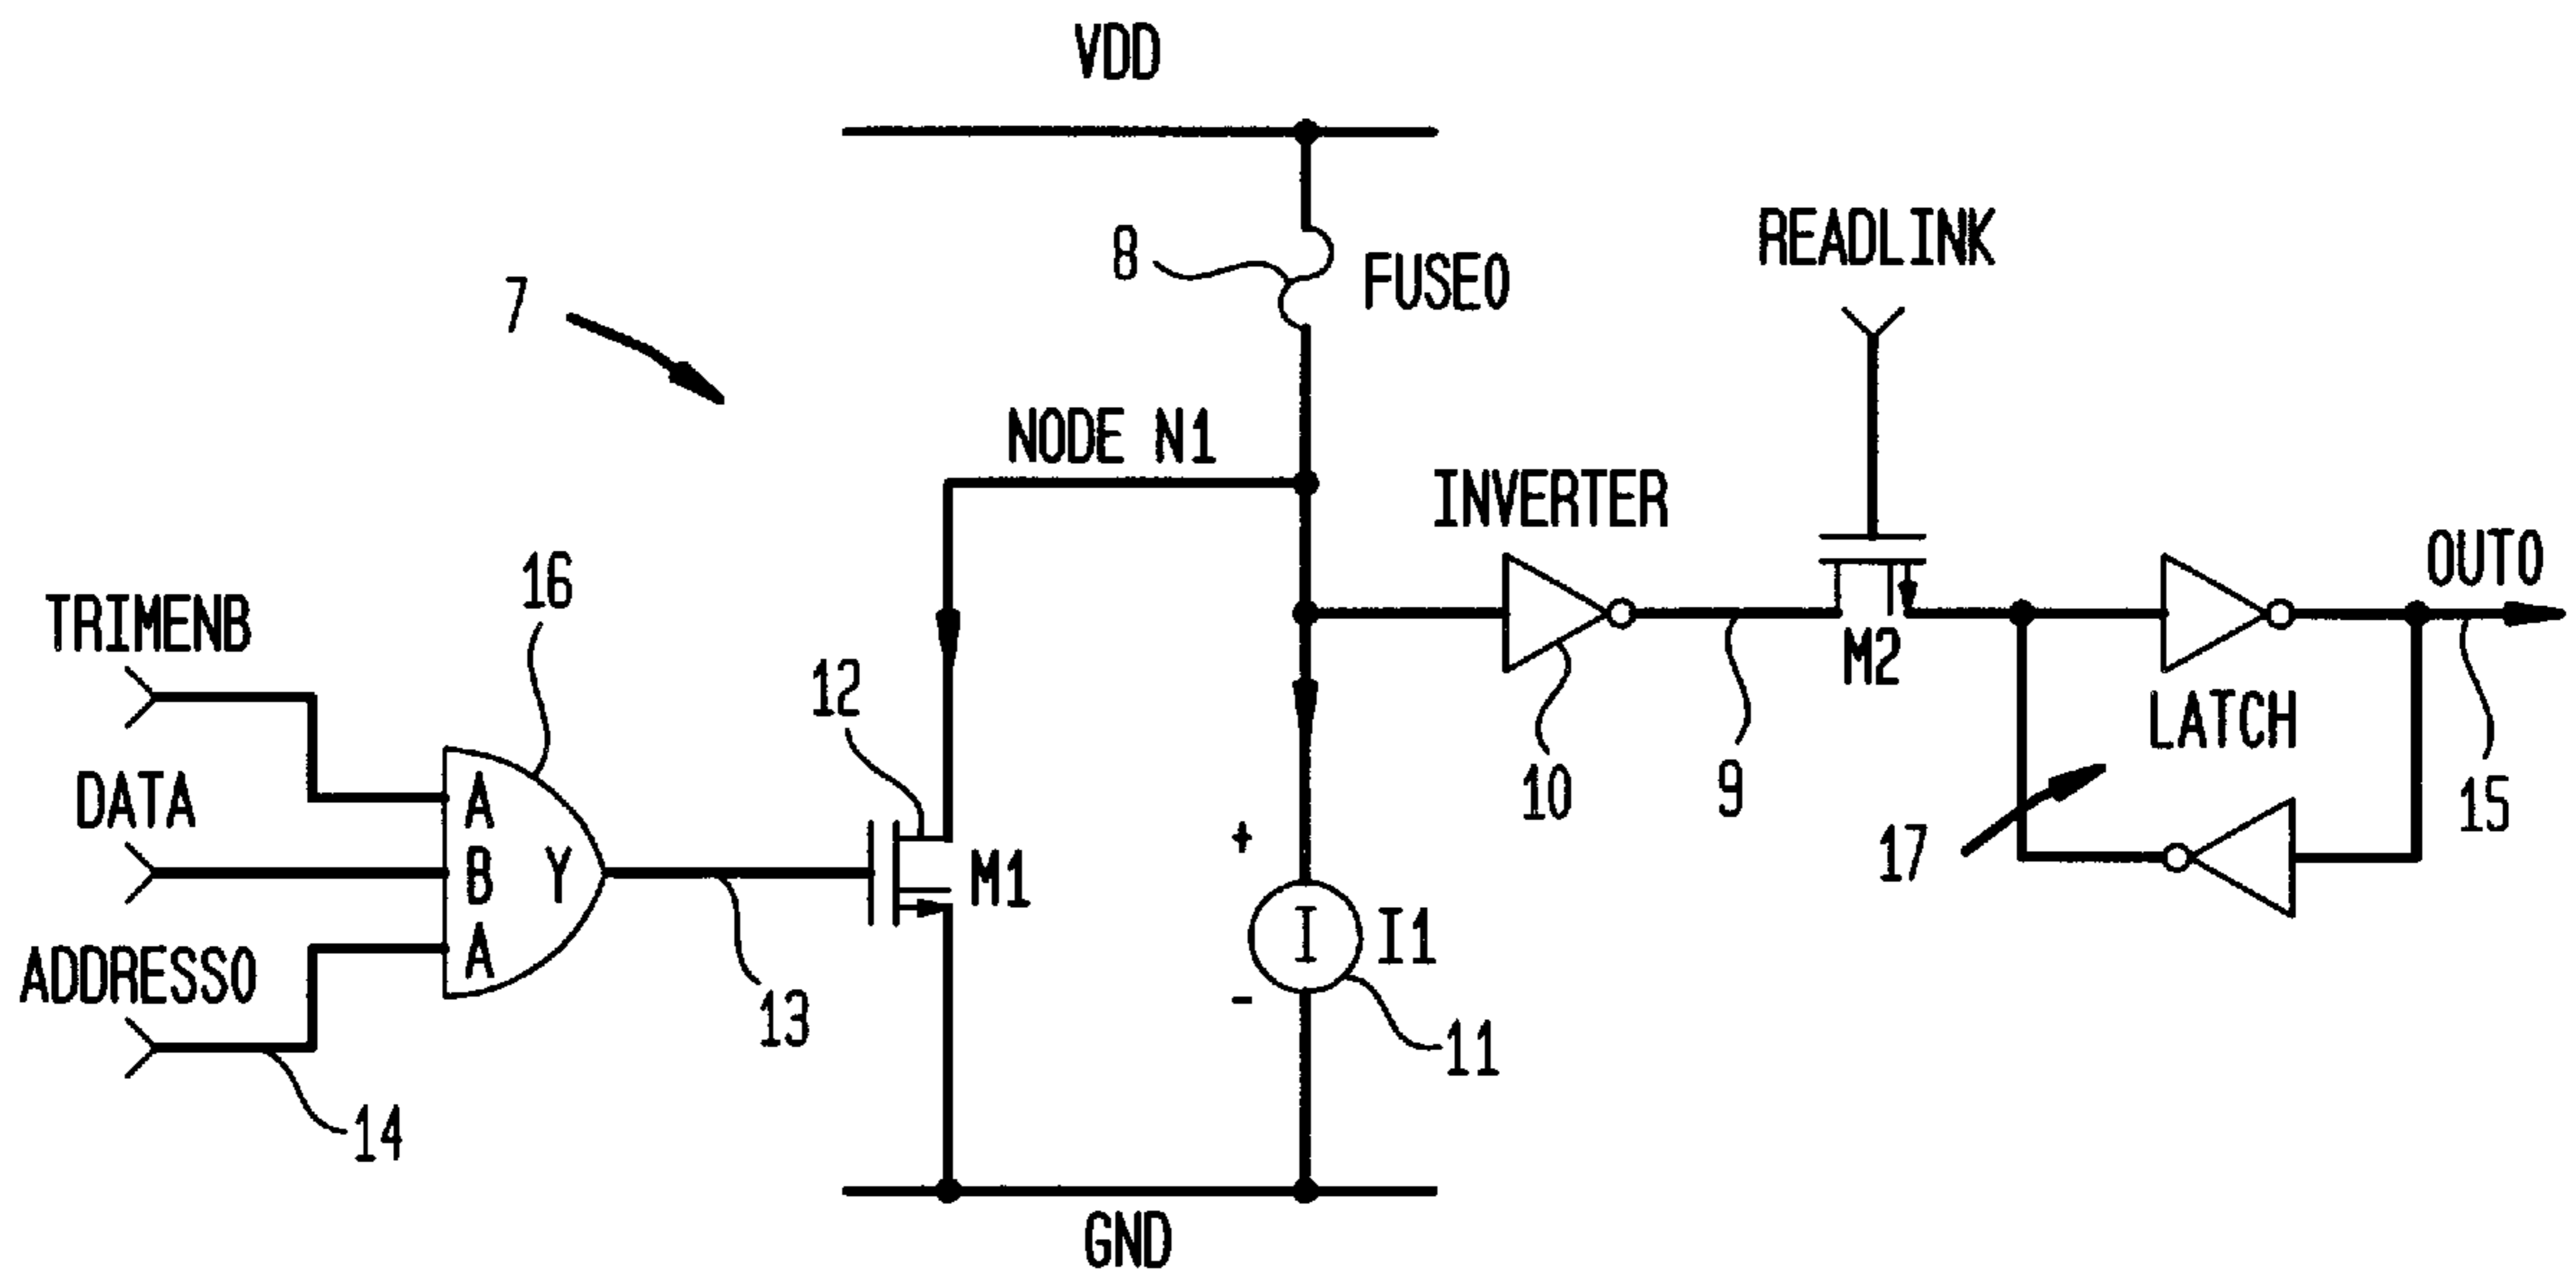 VDD
8
FUSE0
READLINK
7
NODE N1
INVERTER
OUT0
16
TRIMENB
12
M2
LATCH
DATA
A
10
9
15
B
Y
M1
+
17
ADDRESS0
A
I
I1
13
-
11
14
GND